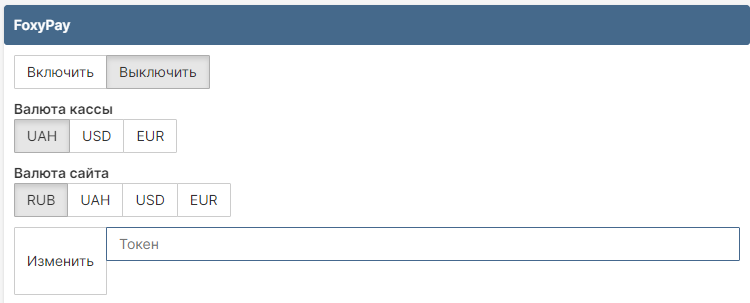 FoxyPay
Включить Выключить
Валюта кассы
UAH USD EUR
Валюта сайта
RUB UAH USD EUR
Изменить Токен